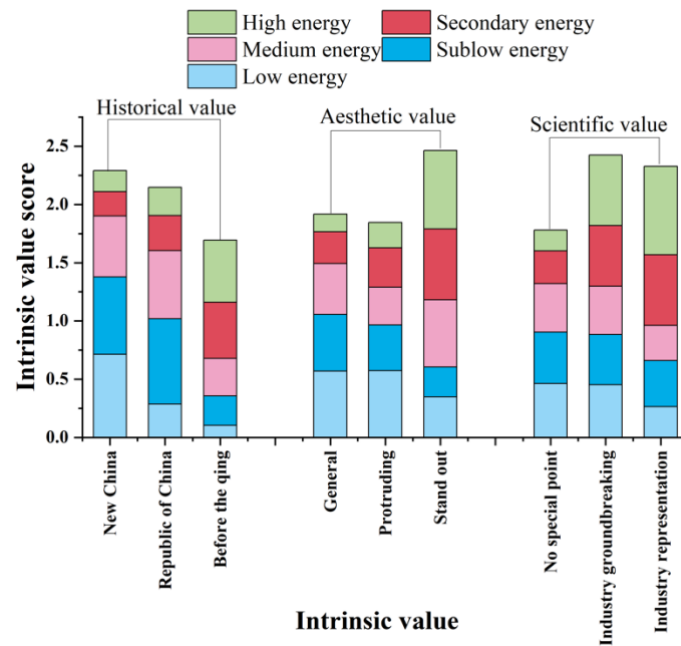 High energy
Secondary energy
Medium energy
Sublow energy
Low energy
Historical value
Aesthetic value
Scientific value
Intrinsic value score
2.5
2.0
1.5
1.0
0.5
0.0
New China
Republic of China
Before the qing
General
Protruding
Stand out
No special point
Industry groundbreaking
Industry representation
Intrinsic value